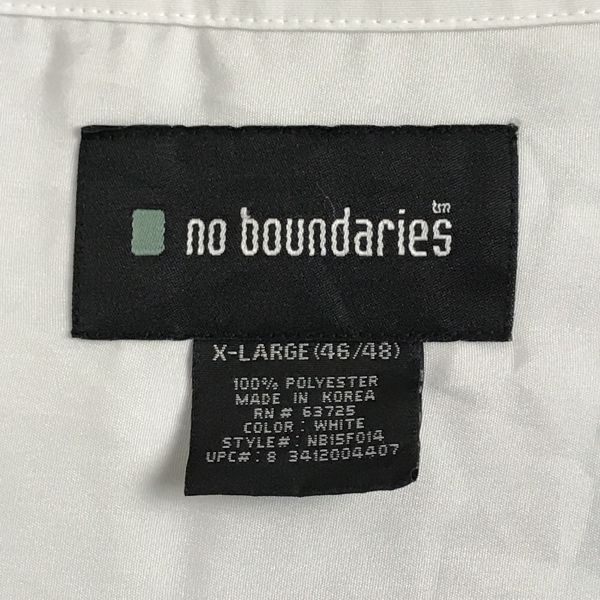 no boundaries tm
X-LARGE (46/48)
100% POLYESTER
MADE IN KOREA
RN # 63725
COLOR : WHITE
STYLE# : NB15F014
UPC# : 8 3412004407